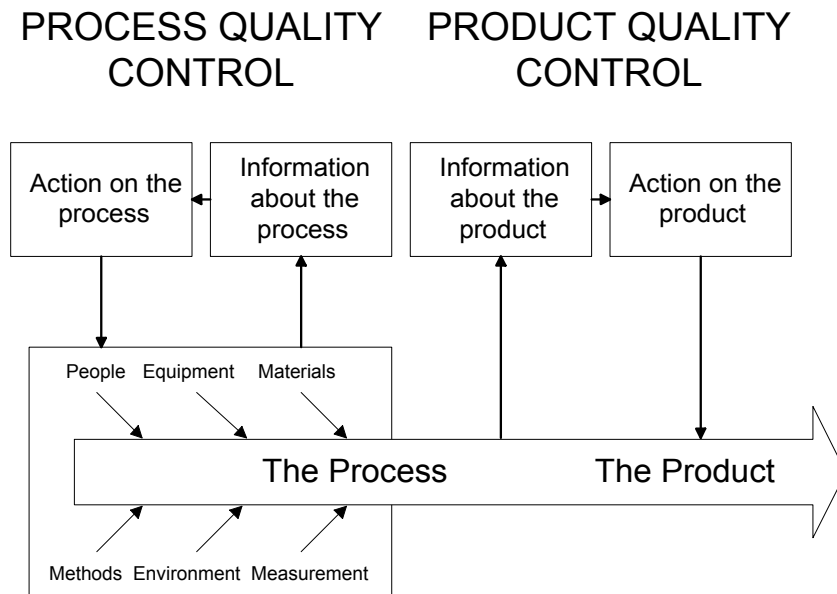 PROCESS QUALITY
CONTROL
PRODUCT QUALITY
CONTROL
Action on the
process
Information
about the
process
Information
about the
product
Action on the
product
People
Equipment
Materials
The Process
The Product
Methods
Environment
Measurement